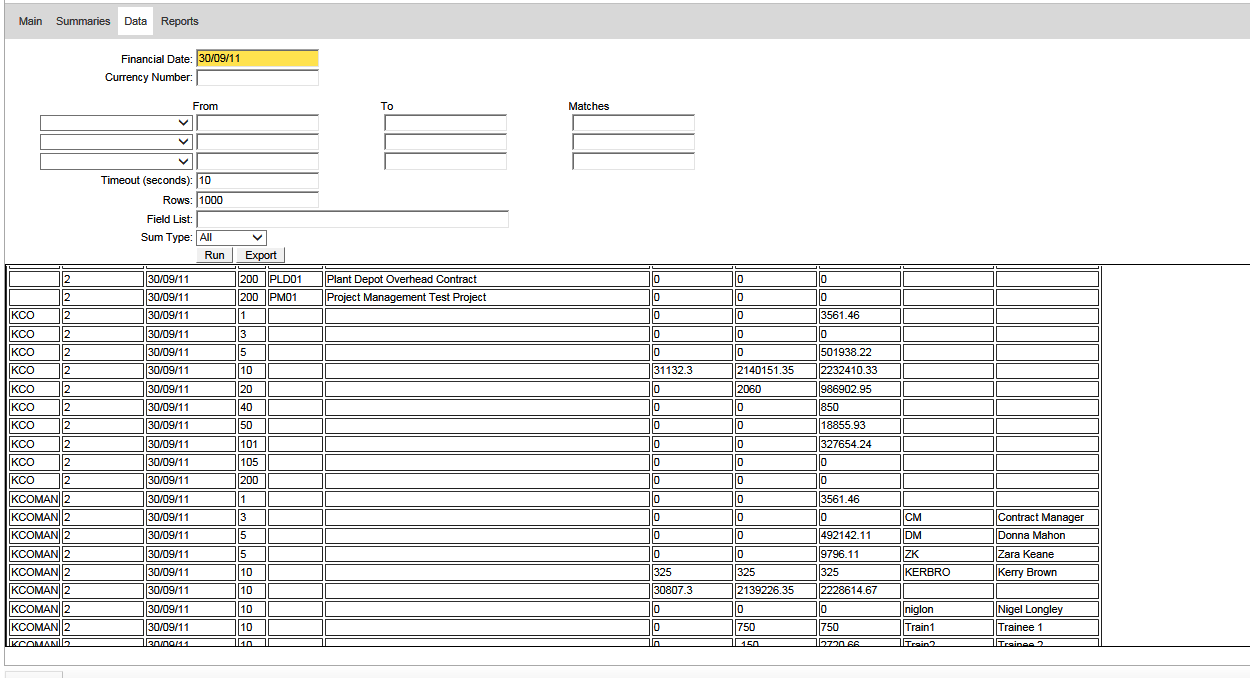 Main Summaries Data Reports
Financial Date: 30/09/11
Currency Number:
From To Matches
Timeout (seconds): 10
Rows: 1000
Field List:
Sum Type: All
Run Export
2 30/09/11 200 PLD01 Plant Depot Overhead Contract 0 0 0
2 30/09/11 200 PM01 Project Management Test Project 0 0 0
KCO 2 30/09/11 1 0 0 3561.46
KCO 2 30/09/11 3 0 0 0
KCO 2 30/09/11 5 0 0 501938.22
KCO 2 30/09/11 10 31132.3 2140151.35 2232410.33
KCO 2 30/09/11 20 0 2060 986902.95
KCO 2 30/09/11 40 0 0 850
KCO 2 30/09/11 50 0 0 18855.93
KCO 2 30/09/11 101 0 0 327654.24
KCO 2 30/09/11 105 0 0 0
KCO 2 30/09/11 200 0 0 0
KCOMAN 2 30/09/11 1 0 0 3561.46
KCOMAN 2 30/09/11 3 0 0 0 CM Contract Manager
KCOMAN 2 30/09/11 5 0 0 492142.11 DM Donna Mahon
KCOMAN 2 30/09/11 5 0 0 9796.11 ZK Zara Keane
KCOMAN 2 30/09/11 10 325 325 325 KERBRO Kerry Brown
KCOMAN 2 30/09/11 10 30807.3 2139226.35 2228614.67
KCOMAN 2 30/09/11 10 0 0 0 niglon Nigel Longley
KCOMAN 2 30/09/11 10 0 750 750 Train1 Trainee 1
KCOMAN 2 30/09/11 10 0 2720.66 Train2 Trainee 2